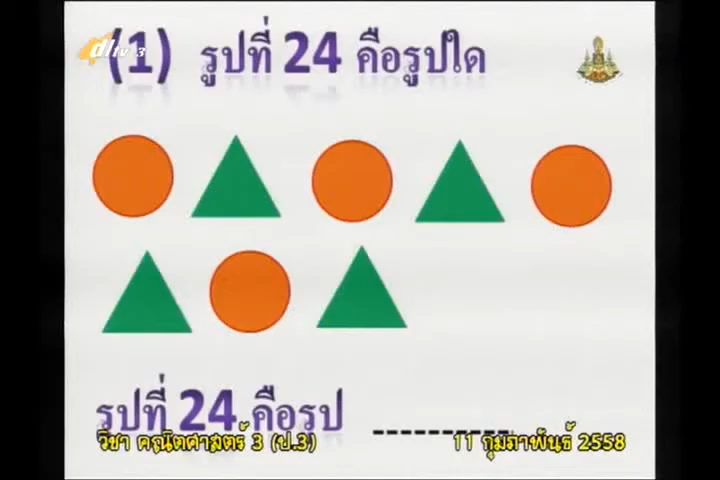 dltv 3
(1) รูปที่ 24 คือรูปใด
รูปที่ 24 คือรูป ----------
วิชา คณิตศาสตร์ 3 (ป.3)
11 กุมภาพันธ์ 2558